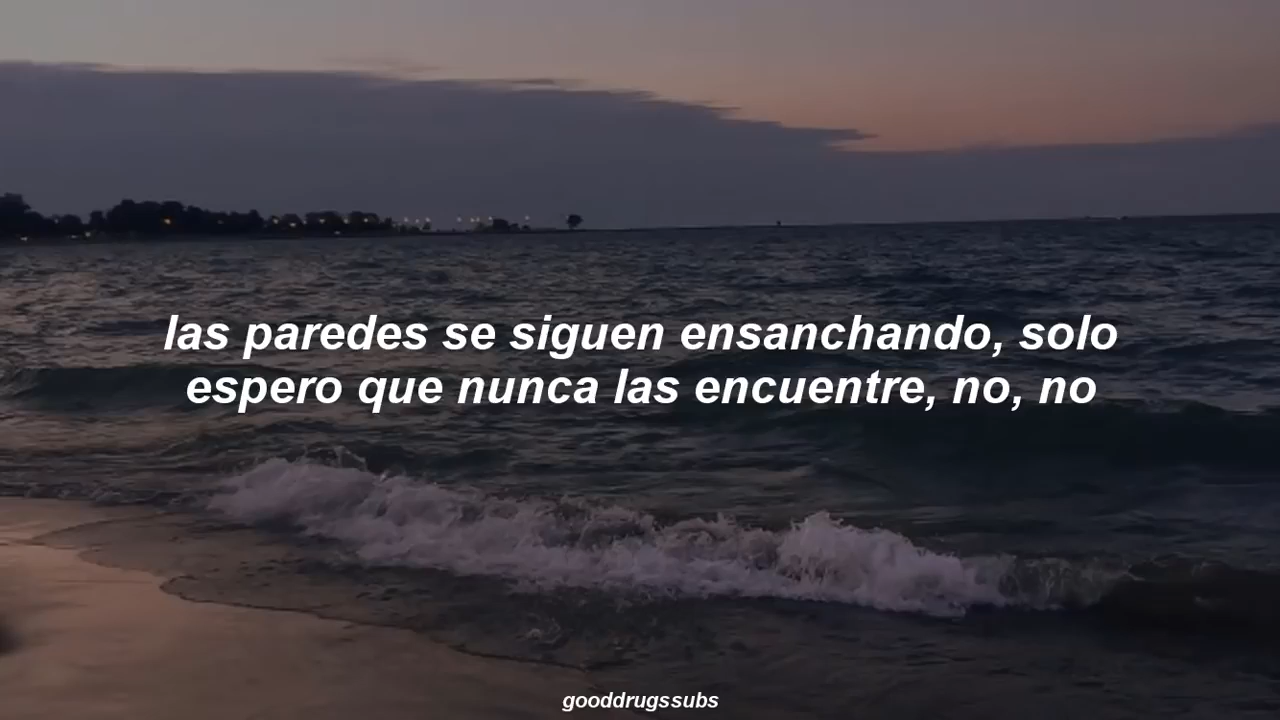 las paredes se siguen ensanchando, solo
espero que nunca las encuentre, no, no
gooddrugssubs